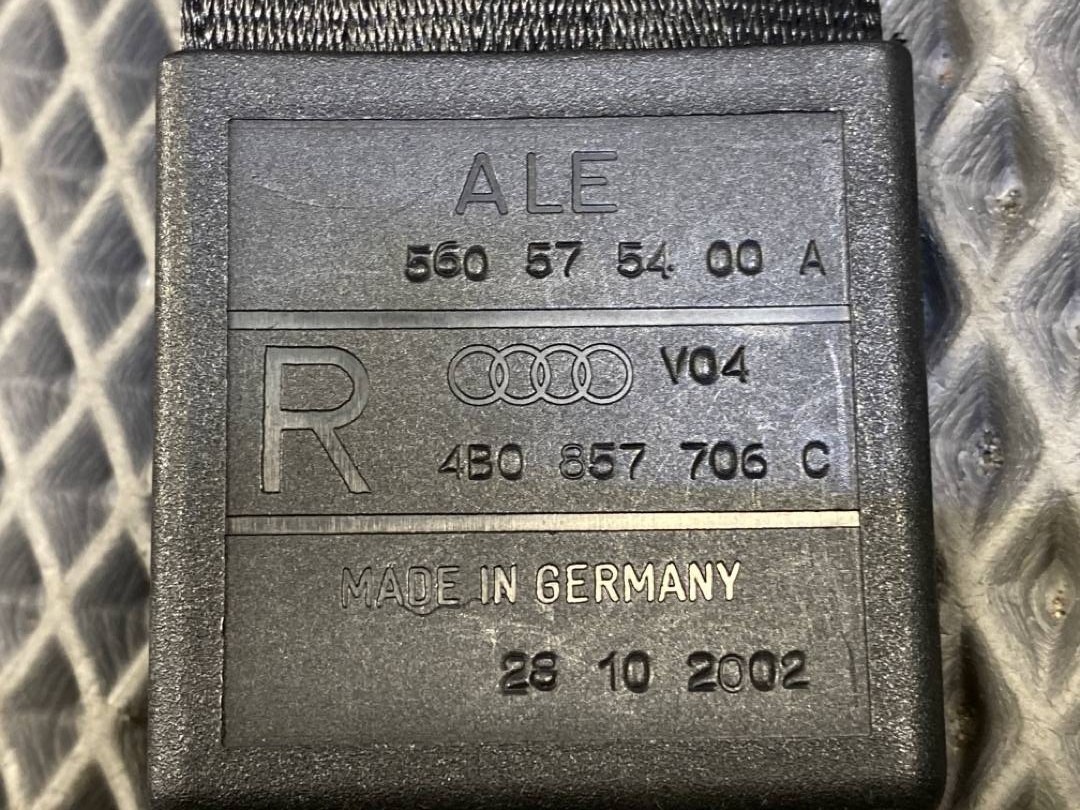 ALE
560 57 54 00 A
R V04
4B0 857 706 C
MADE IN GERMANY
28 10 2002